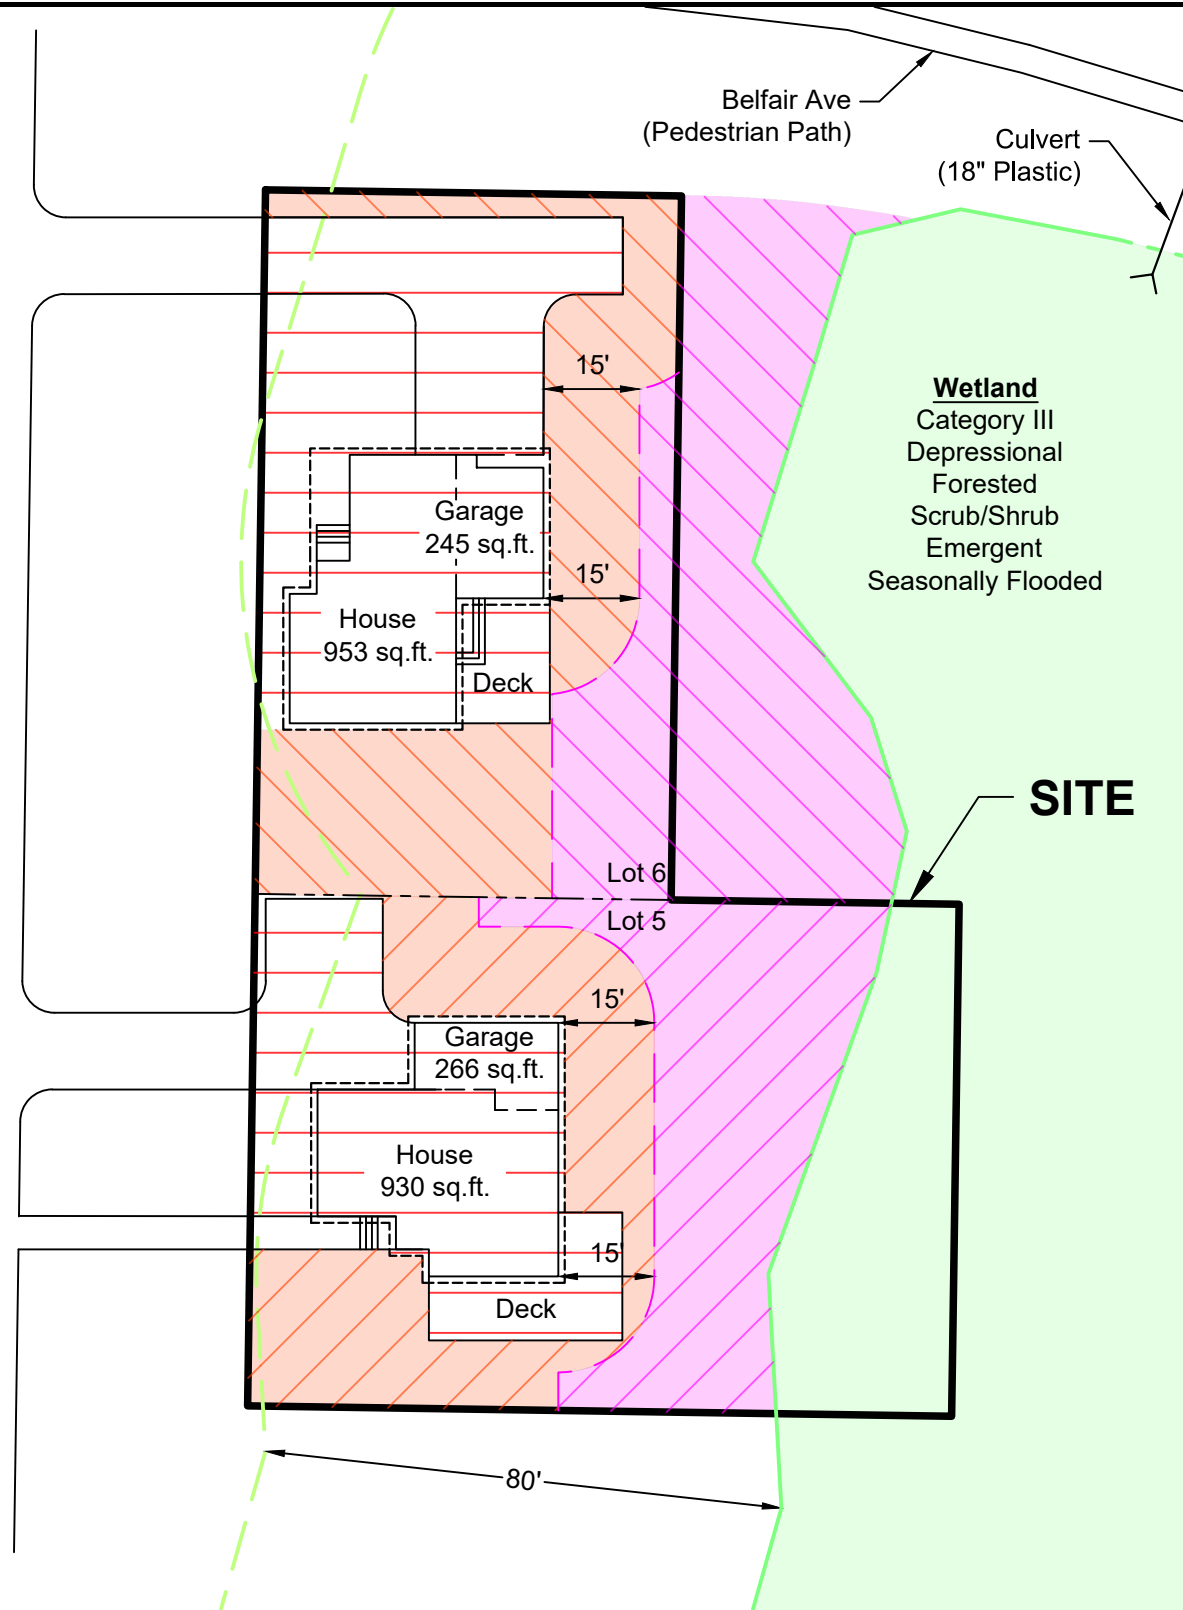 Belfair Ave
(Pedestrian Path)
Culvert
(18" Plastic)
15'
Wetland
Category III
Depressional
Forested
Scrub/Shrub
Emergent
Seasonally Flooded
Garage
245 sq.ft.
15'
House
953 sq.ft.
Deck
SITE
Lot 6
Lot 5
15'
Garage
266 sq.ft.
House
930 sq.ft.
15'
Deck
80'